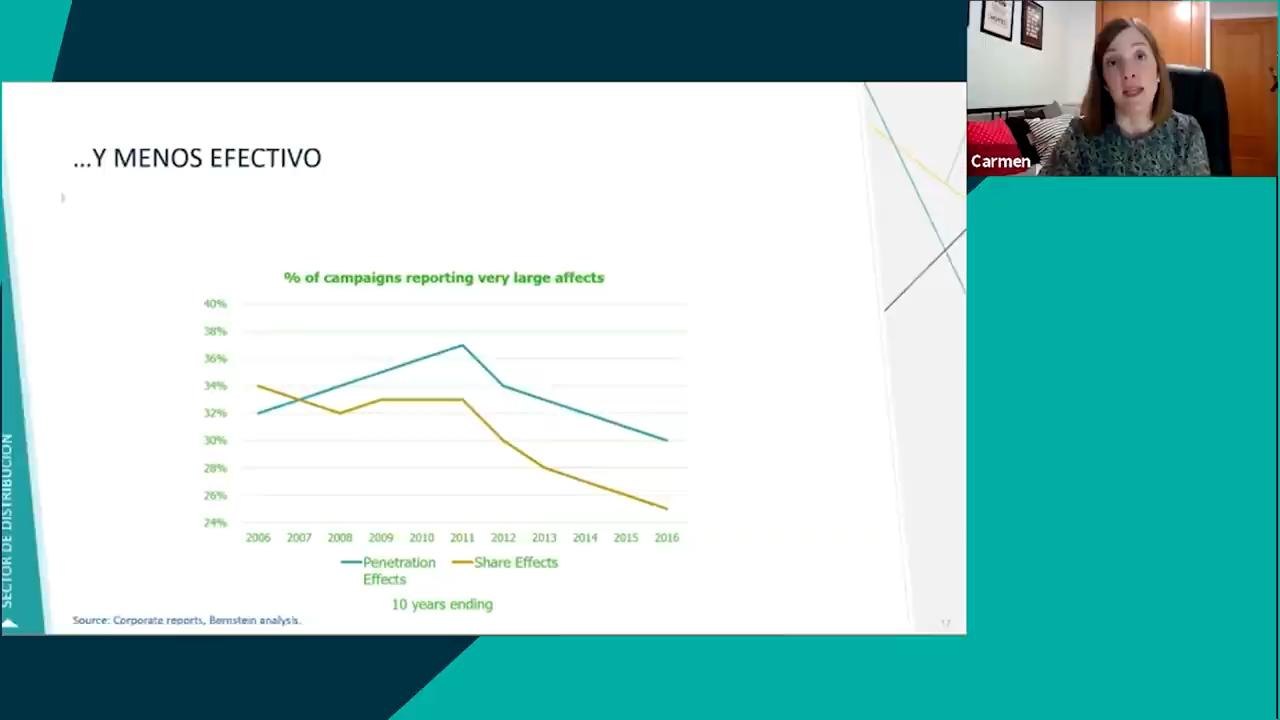 ...Y MENOS EFECTIVO
% of campaigns reporting very large affects
40%
38%
36%
34%
32%
30%
28%
26%
24%
2006 2007 2008 2009 2010 2011 2012 2013 2014 2015 2016
Penetration Effects
Share Effects
10 years ending
Source: Corporate reports, Bernstein analysis.
SECTOR DE DISTRIBUCIÓN
Carmen